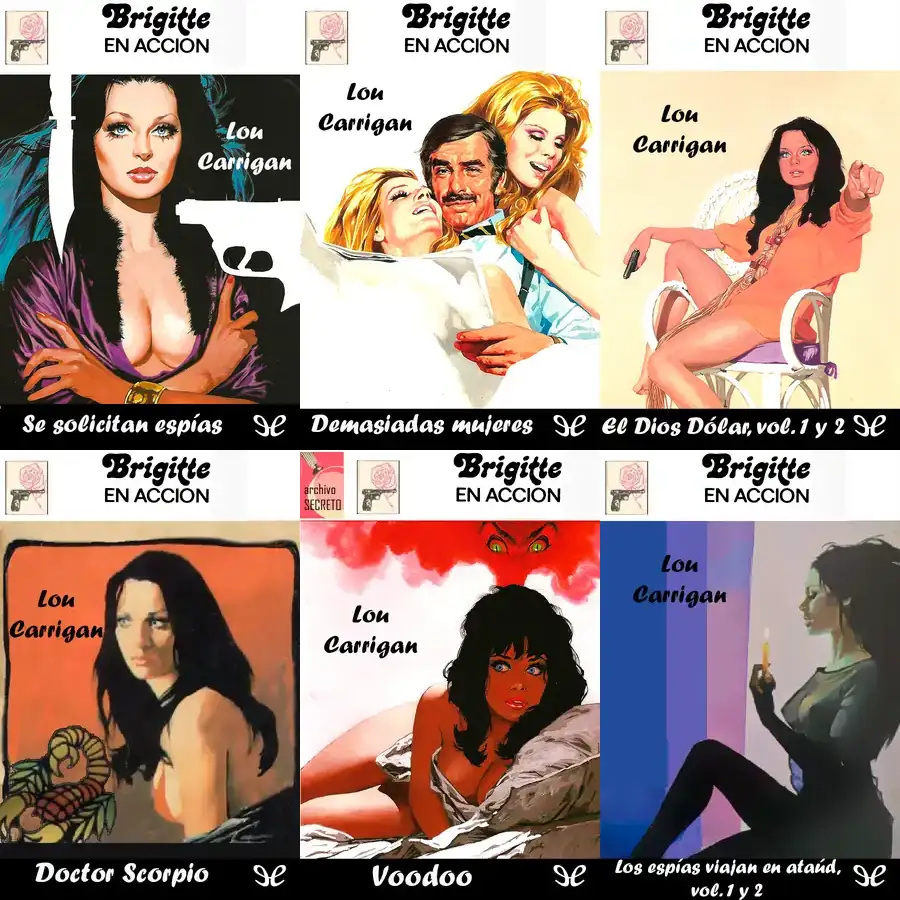 Brigitte
EN ACCION
Lou
Carrigan
Se solicitan espías
Brigitte
EN ACCION
Lou
Carrigan
Demasiadas mujeres
Brigitte
EN ACCION
Lou
Carrigan
El Dios Dólar, vol. 1 y 2
Brigitte
EN ACCION
Lou
Carrigan
Doctor Scorpio
archivo
SECRETO
Brigitte
EN ACCION
Lou
Carrigan
Voodoo
Brigitte
EN ACCION
Lou
Carrigan
Los espías viajan en ataúd,
vol. 1 y 2